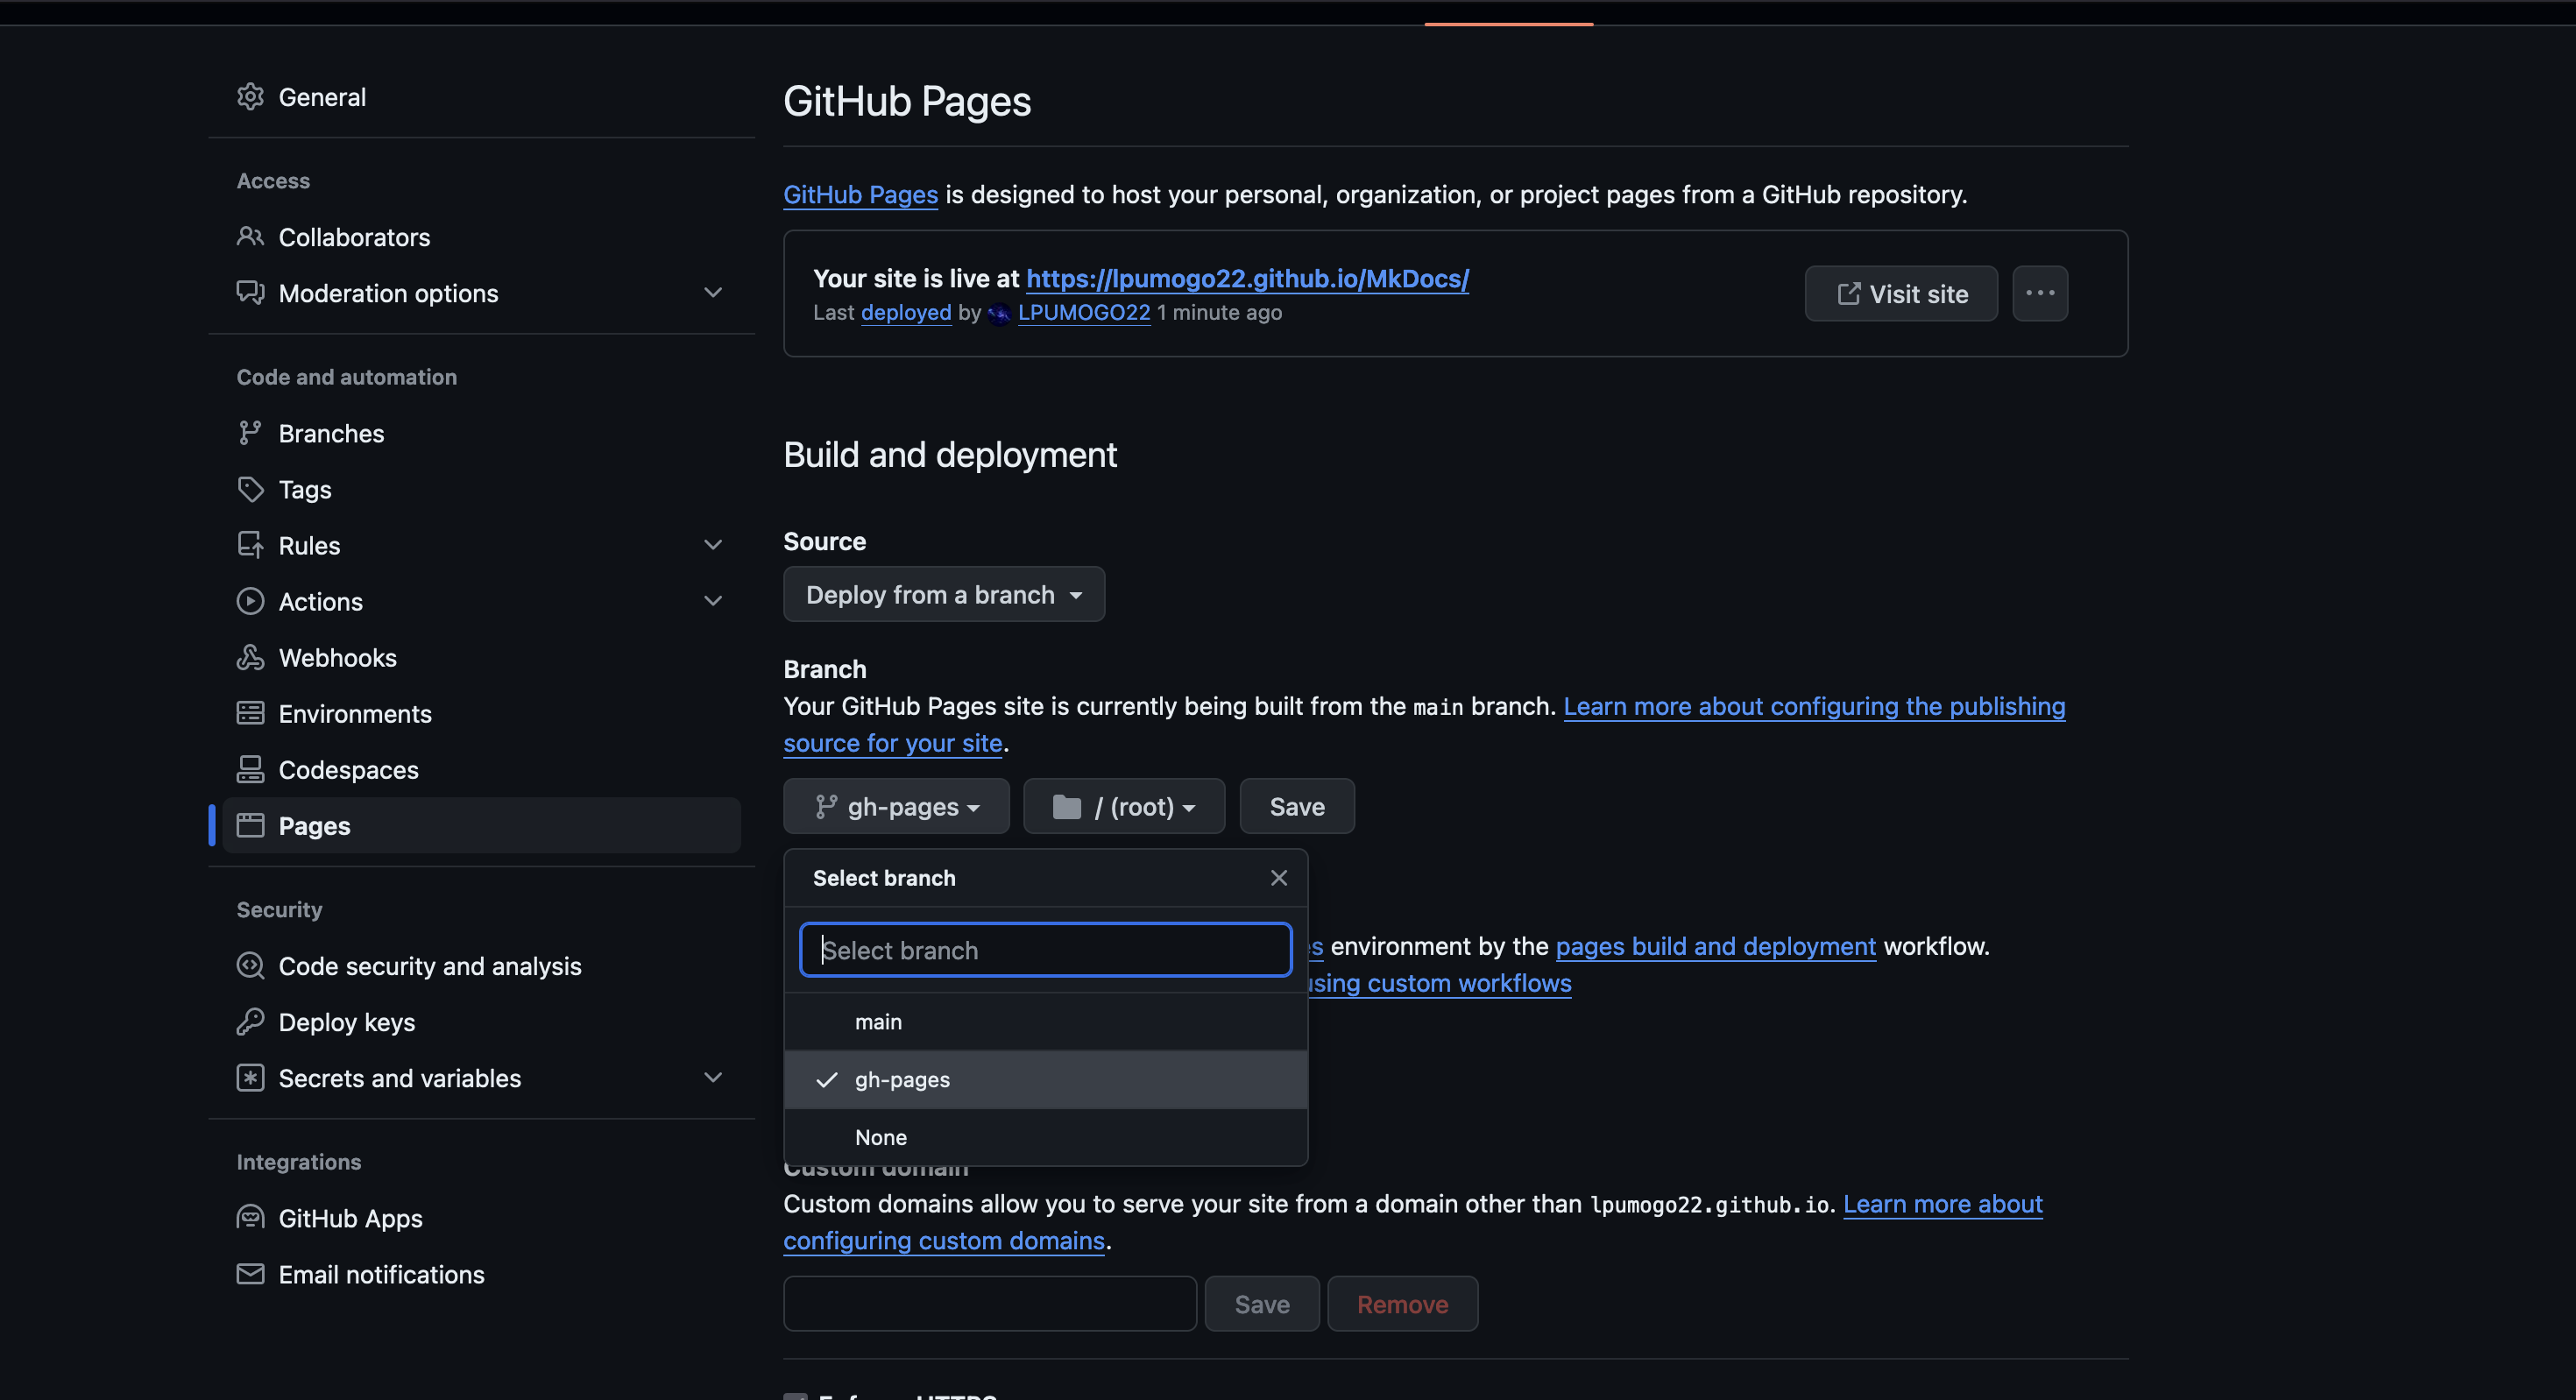 General
Access
Collaborators
Moderation options
Code and automation
Branches
Tags
Rules
Actions
Webhooks
Environments
Codespaces
Pages
Security
Code security and analysis
Deploy keys
Secrets and variables
Integrations
GitHub Apps
Email notifications
GitHub Pages
GitHub Pages is designed to host your personal, organization, or project pages from a GitHub repository.
Your site is live at https://lpumogo22.github.io/MkDocs/
Last deployed by LPUMOGO22 1 minute ago
Visit site
Build and deployment
Source
Deploy from a branch
Branch
Your GitHub Pages site is currently being built from the main branch. Learn more about configuring the publishing
source for your site.
gh-pages / (root) Save
Select branch
Select branch
main
gh-pages
None
environment by the pages build and deployment workflow.
using custom workflows
Custom domain
Custom domains allow you to serve your site from a domain other than lpumogo22.github.io. Learn more about
configuring custom domains.
Save Remove